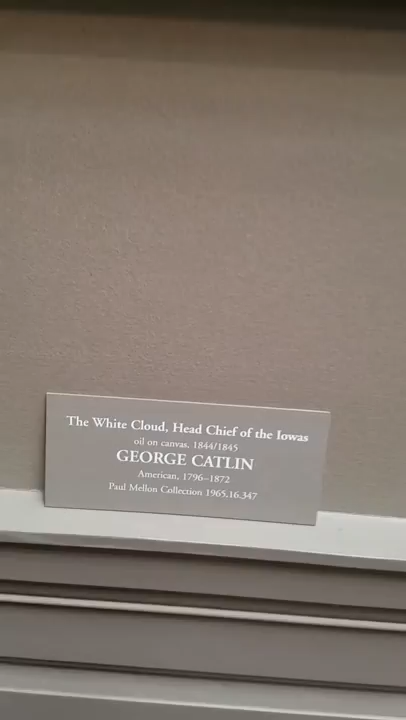 The White Cloud, Head Chief of the Iowas
oil on canvas, 1844/1845
GEORGE CATLIN
American, 1796–1872
Paul Mellon Collection 1965.16.347